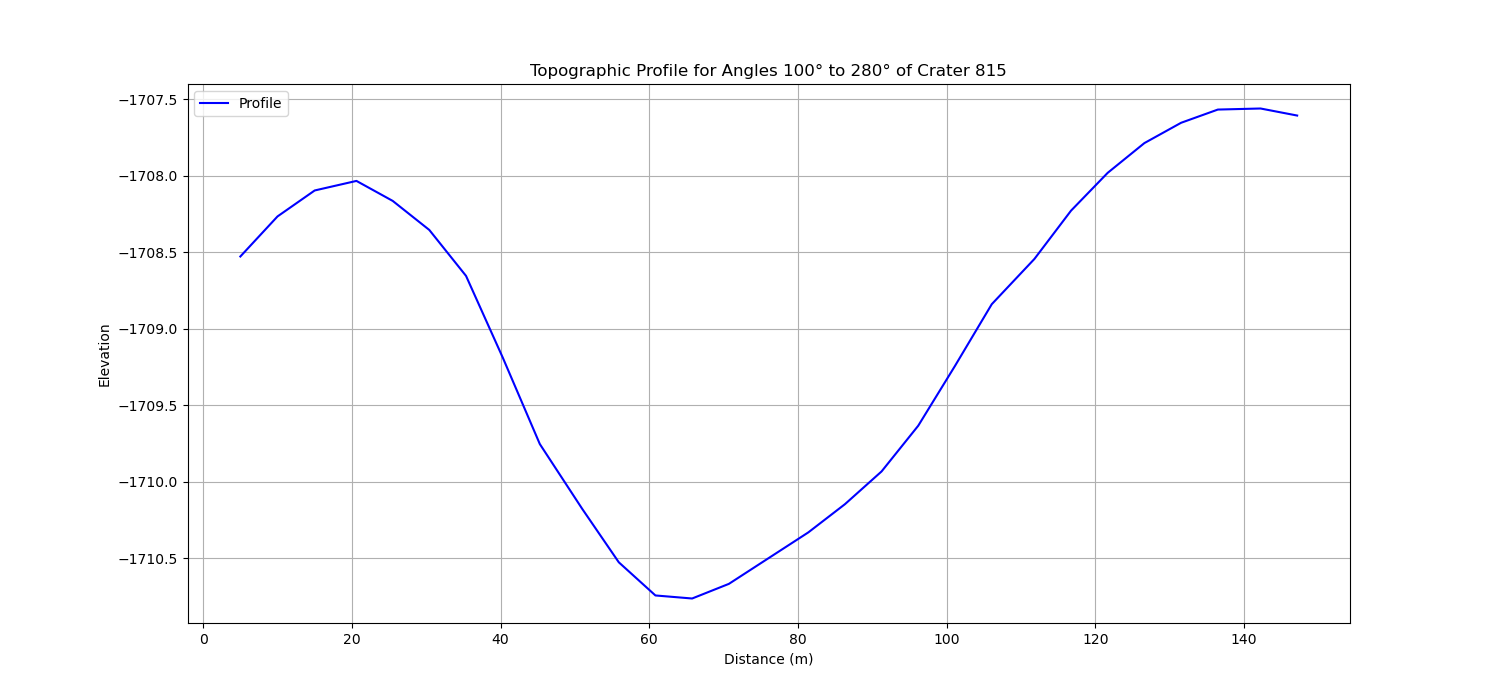 Topographic Profile for Angles 100° to 280° of Crater 815
Profile
−1707.5
−1708.0
−1708.5
−1709.0
−1709.5
−1710.0
−1710.5
Elevation
0 20 40 60 80 100 120 140
Distance (m)